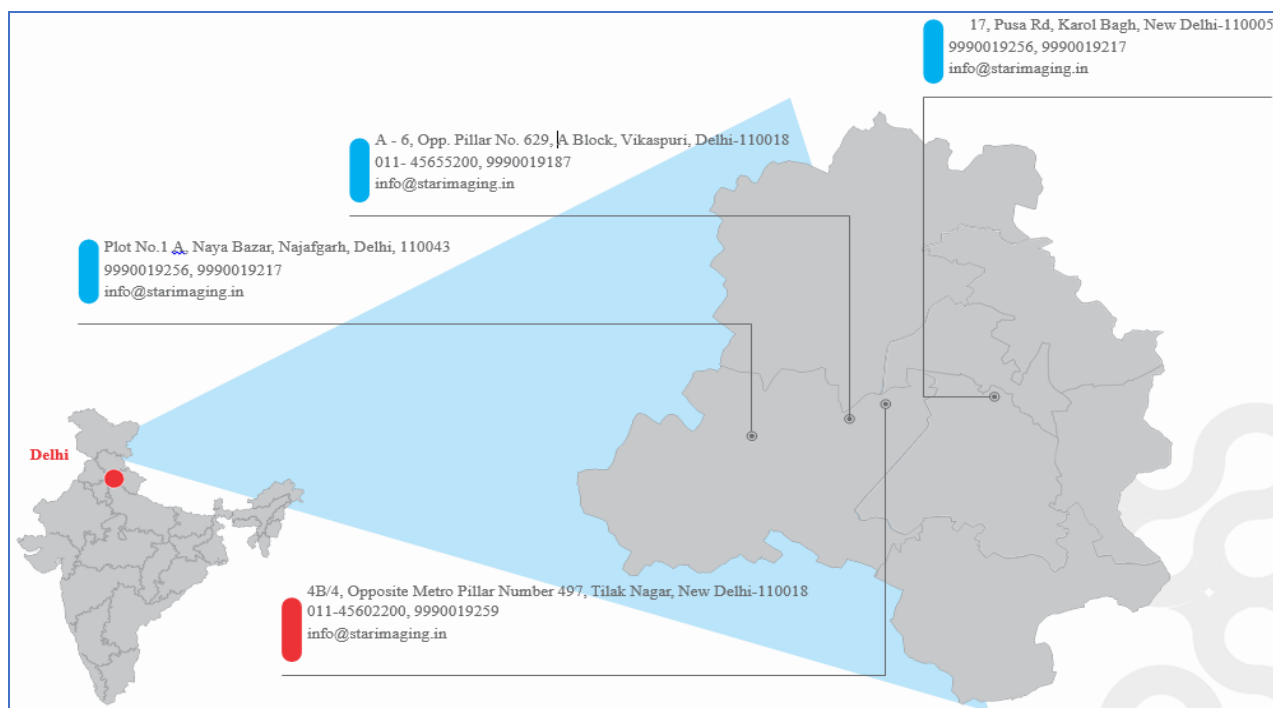 17, Pusa Rd, Karol Bagh, New Delhi-110005
9990019256, 9990019217
info@starimaging.in
A - 6, Opp. Pillar No. 629, A Block, Vikaspuri, Delhi-110018
011- 45655200, 9990019187
info@starimaging.in
Plot No.1 A, Naya Bazar, Najafgarh, Delhi, 110043
9990019256, 9990019217
info@starimaging.in
Delhi
4B/4, Opposite Metro Pillar Number 497, Tilak Nagar, New Delhi-110018
011-45602200, 9990019259
info@starimaging.in